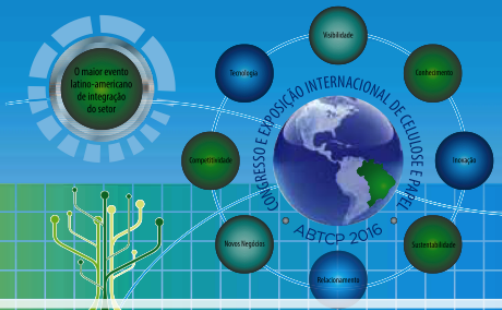 O maior evento
latino-americano
de integração
do setor
Visibilidade
Tecnologia
Conhecimento
CONGRESSO E EXPOSIÇÃO INTERNACIONAL DE CELULOSE E PAPEL
Competitividade
Inovação
ABTCP 2016
Novos Negócios
Sustentabilidade
Relacionamento